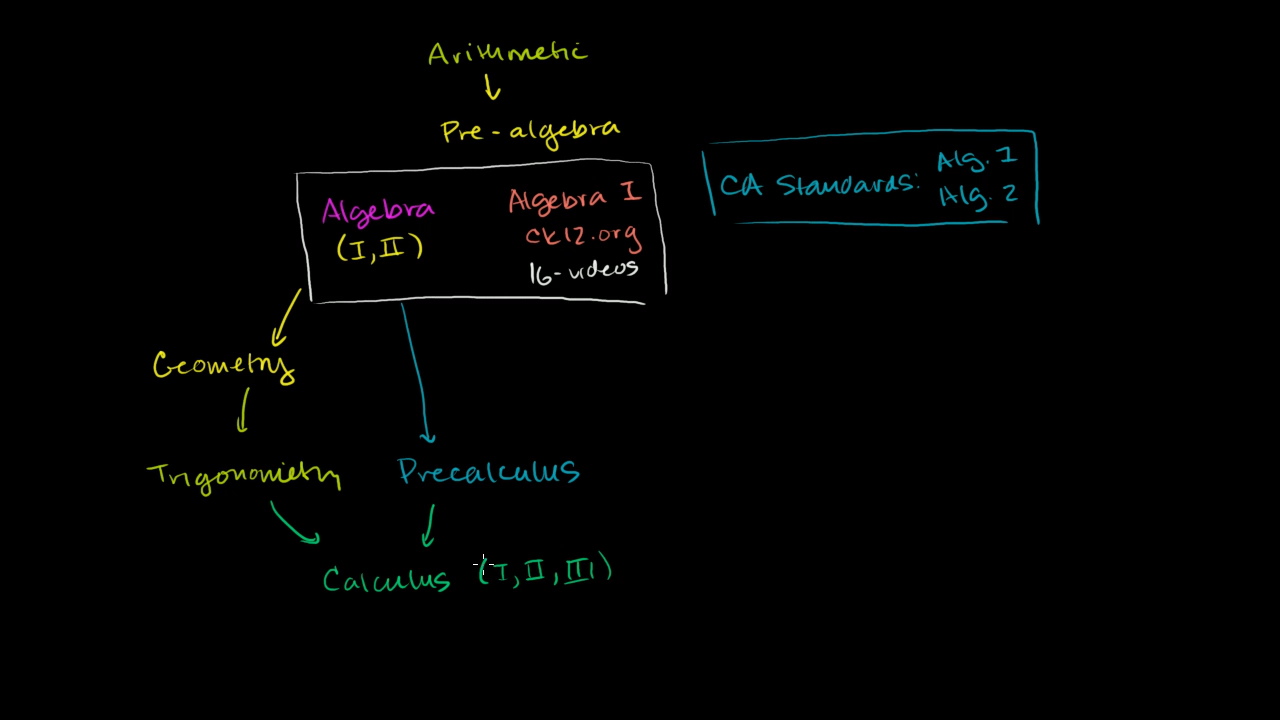 Arithmetic
Pre-algebra
Algebra
(I, II)
Algebra I
ck12.org
16-videos
CA Standards:
Alg. 1
Alg. 2
Geometry
Trigonometry
Precalculus
Calculus (I, II, III)